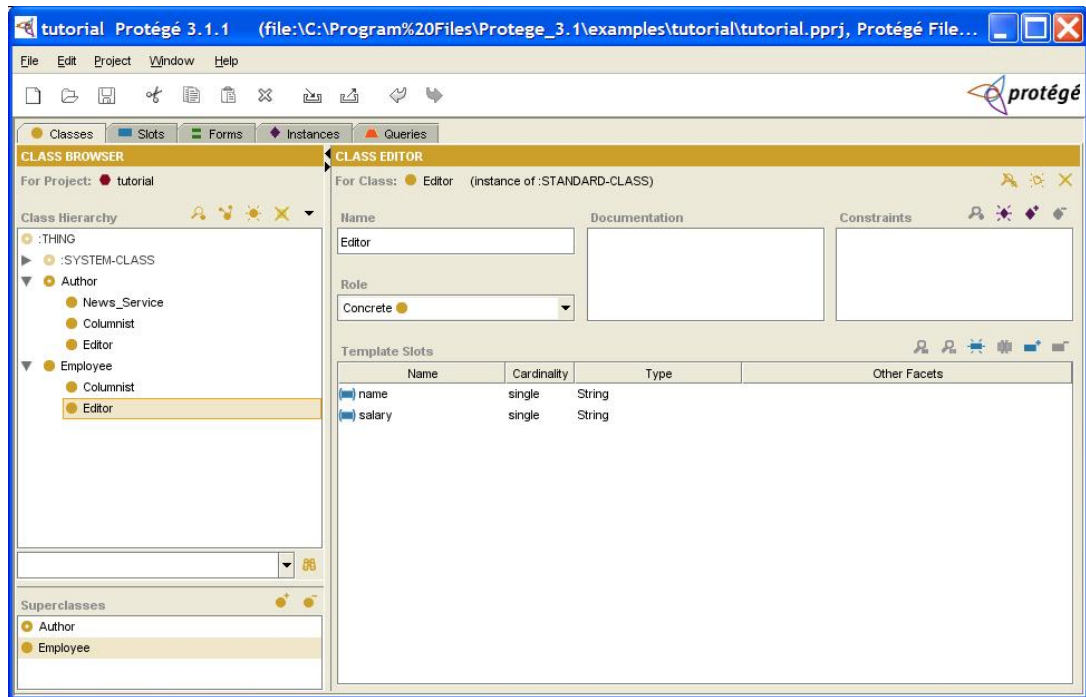 tutorial Protégé 3.1.1 (file:\C:\Program%20Files\Protege_3.1\examples\tutorial\tutorial.pprj, Protégé File...
File Edit Project Window Help
protégé
Classes Slots Forms Instances Queries
CLASS BROWSER
For Project: tutorial
Class Hierarchy
:THING
:SYSTEM-CLASS
Author
News_Service
Columnist
Editor
Employee
Columnist
Editor
Superclasses
Author
Employee
CLASS EDITOR
For Class: Editor (instance of :STANDARD-CLASS)
Name Documentation Constraints
Editor
Role
Concrete
Template Slots
Name Cardinality Type Other Facets
name single String
salary single String